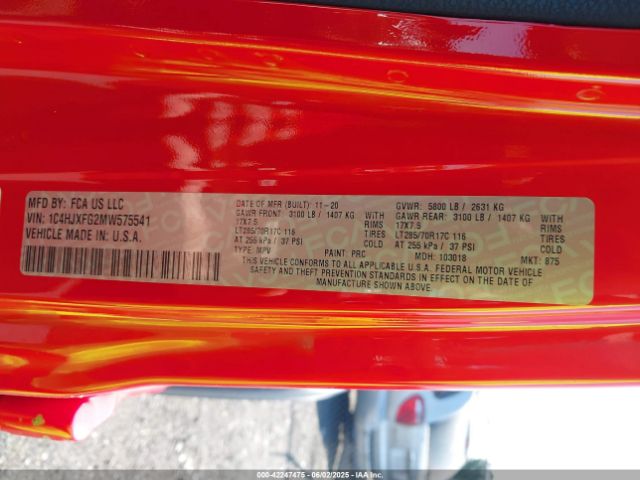 MFD BY: FCA US LLC
VIN: 1C4HJXFG2MW575541
VEHICLE MADE IN: U.S.A.
DATE OF MFR (BUILT): 11-20
GAWR FRONT: 3100 LB / 1407 KG WITH
17X7.5 RIMS
LT285/70R17C 116 TIRES
AT 255 kPa / 37 PSI COLD
TYPE: MPV PAINT: PRC MDH: 103018 MKT: 875
GVWR: 5800 LB / 2631 KG
GAWR REAR: 3100 LB / 1407 KG WITH
17X7.5 RIMS
LT285/70R17C 116 TIRES
AT 255 kPa / 37 PSI COLD
THIS VEHICLE CONFORMS TO ALL APPLICABLE U.S.A. FEDERAL MOTOR VEHICLE
SAFETY AND THEFT PREVENTION STANDARDS IN EFFECT ON THE DATE OF
MANUFACTURE SHOWN ABOVE.
© IAAI Stock #: 42247475 06/02/2025 - USA IAAI